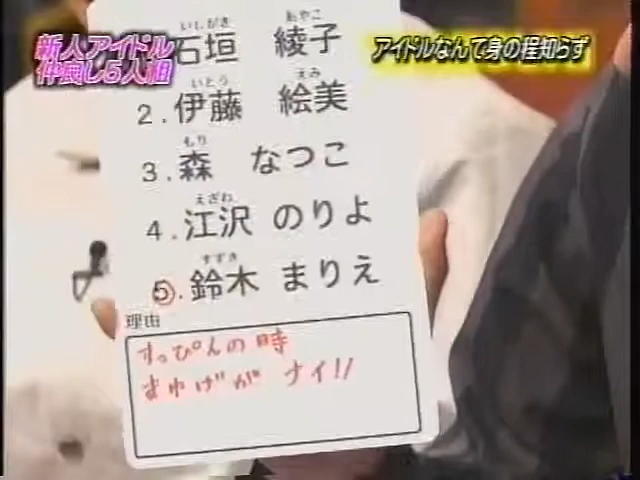 新人アイドル
仲良し5人組
アイドルなんて身の程知らず
いしがき あやこ
石垣 綾子
いとう えみ
2.伊藤 絵美
もり
3.森 なつこ
えざわ
4.江沢 のりよ
すずき
5.鈴木 まりえ
理由
すっぴんの時
まゆげが ナイ!!